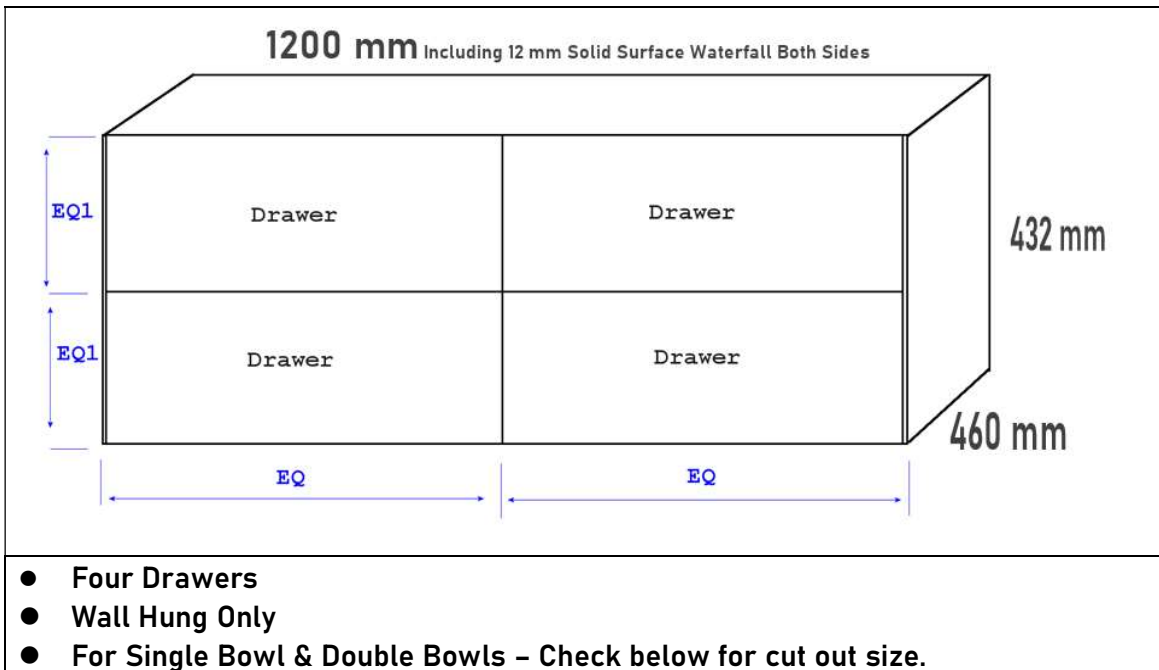 1200 mm Including 12 mm Solid Surface Waterfall Both Sides
EQ1
Drawer
Drawer
432 mm
EQ1
Drawer
Drawer
460 mm
EQ
EQ
● Four Drawers
● Wall Hung Only
● For Single Bowl & Double Bowls – Check below for cut out size.